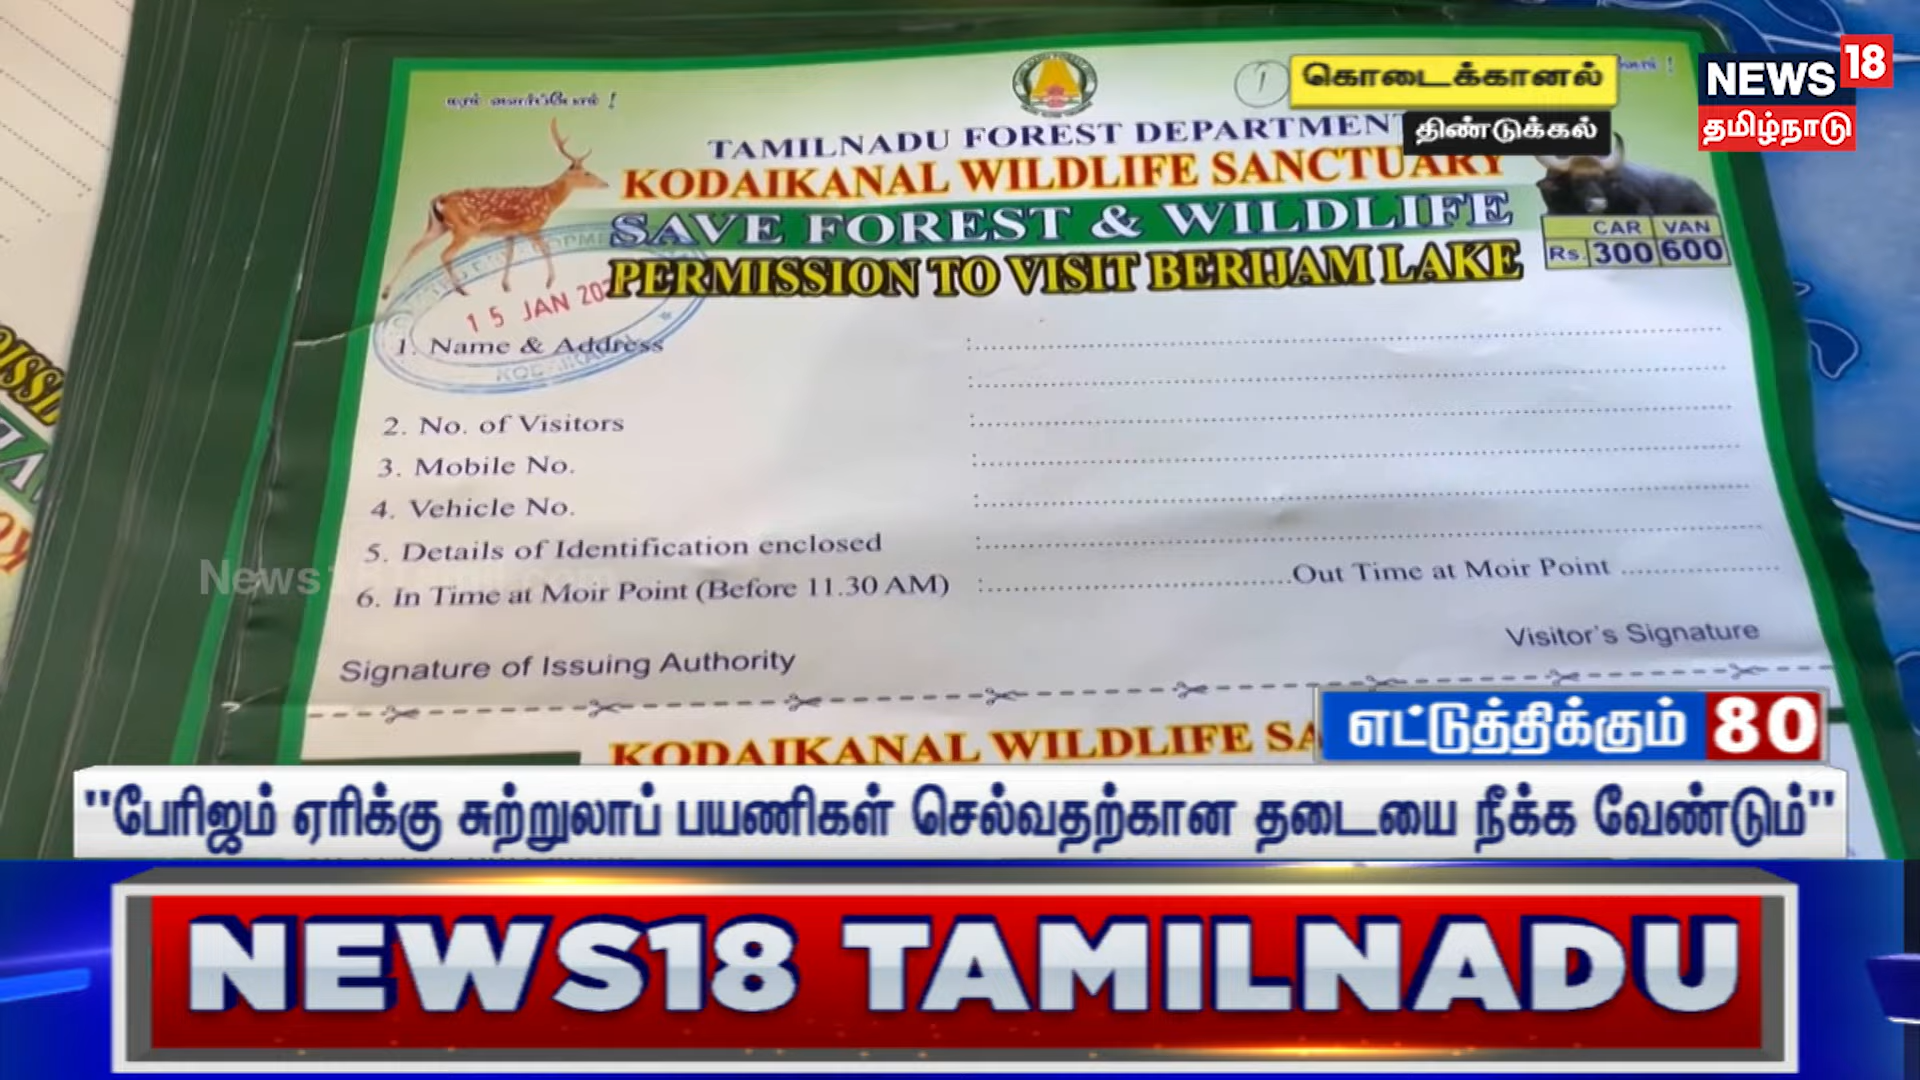 மரம் வளர்ப்போம் !
கொடைக்கானல்
திண்டுக்கல்
NEWS 18
தமிழ்நாடு
TAMILNADU FOREST DEPARTMENT
KODAIKANAL WILDLIFE SANCTUARY
SAVE FOREST & WILDLIFE
PERMISSION TO VISIT BERIJAM LAKE
CAR VAN
Rs. 300 600
15 JAN
1. Name & Address :
2. No. of Visitors :
3. Mobile No. :
4. Vehicle No. :
5. Details of Identification enclosed :
6. In Time at Moir Point (Before 11.30 AM) : Out Time at Moir Point
Visitor's Signature
Signature of Issuing Authority
KODAIKANAL WILDLIFE
எட்டுத்திக்கும் 80
"பேரிஜம் ஏரிக்கு சுற்றுலாப் பயணிகள் செல்வதற்கான தடையை நீக்க வேண்டும்"
NEWS18 TAMILNADU